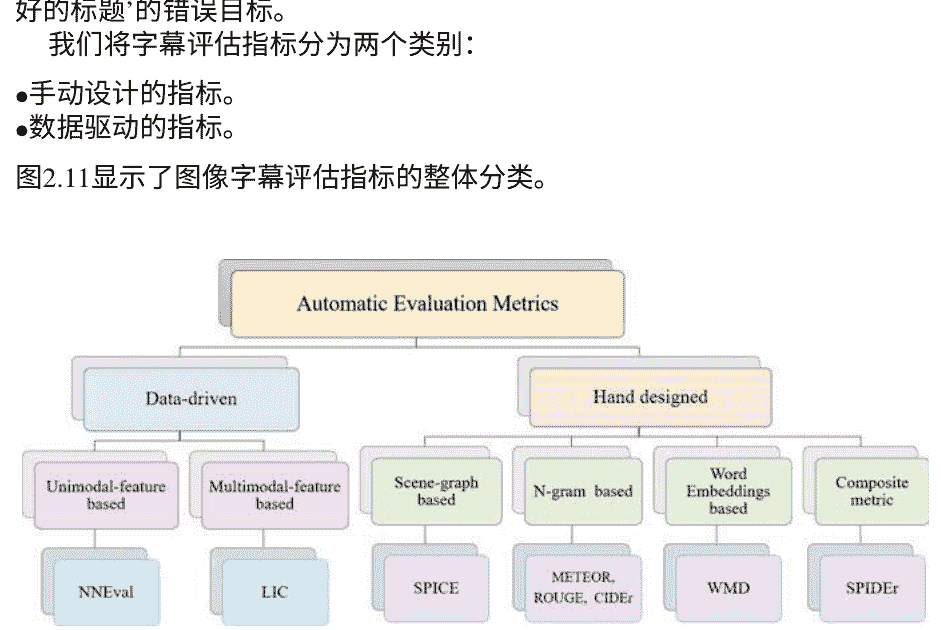 好的标题’的错误目标。
我们将字幕评估指标分为两个类别：
●手动设计的指标。
●数据驱动的指标。
图2.11显示了图像字幕评估指标的整体分类。
Automatic Evaluation Metrics
Data-driven
Hand designed
Unimodal-feature
based
Multimodal-feature
based
Scene-graph
based
N-gram based
Word
Embeddings
based
Composite
metric
NNEval
LIC
SPICE
METEOR,
ROUGE, CIDEr
WMD
SPIDEr